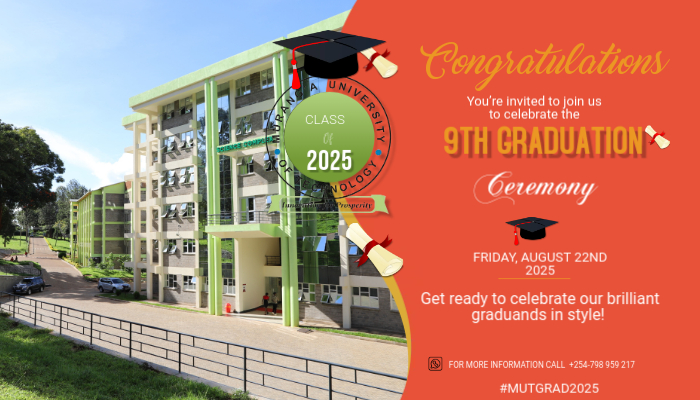 Congratulations
You're invited to join us
to celebrate the
9TH GRADUATION
Ceremony
FRIDAY, AUGUST 22ND
2025
Get ready to celebrate our brilliant
graduands in style!
FOR MORE INFORMATION CALL +254-798 959 217
#MUTGRAD2025
UNIVERSITY
OF
CLASS
OF
2025